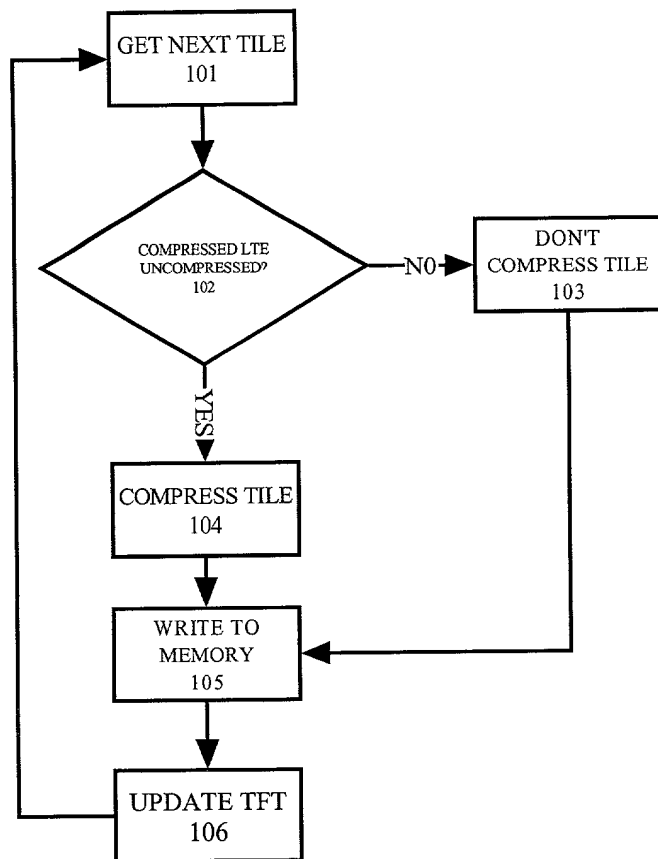 GET NEXT TILE
101
COMPRESSED LTE
UNCOMPRESSED?
102
N0
DON'T
COMPRESS TILE
103
YES
COMPRESS TILE
104
WRITE TO
MEMORY
105
UPDATE TFT
106